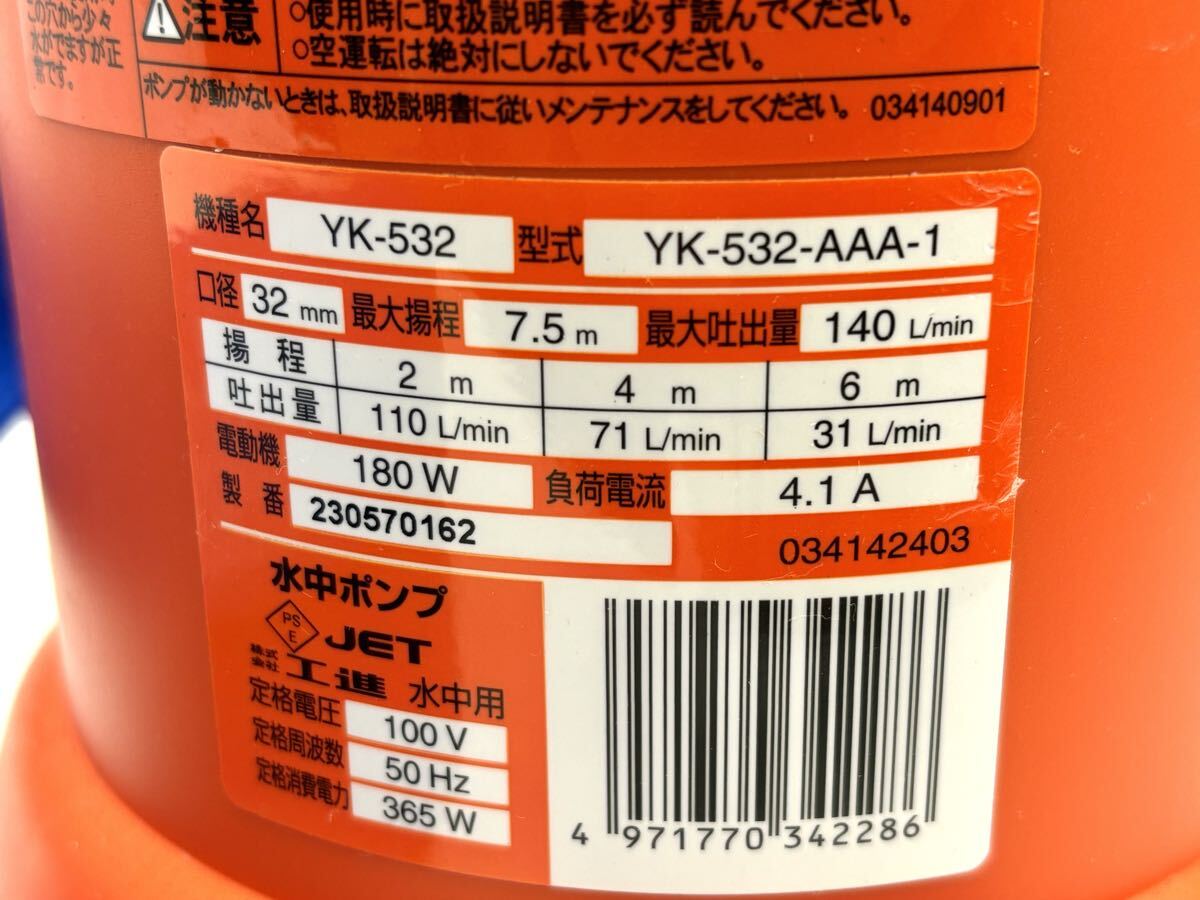 この穴から少々
水がでますが正
常です。
注意
○使用時に取扱説明書を必ず読んでください。
○空運転は絶対にしないでください。
ポンプが動かないときは、取扱説明書に従いメンテナンスをしてください。 034140901
機種名 YK-532 型式 YK-532-AAA-1
口径 32 mm 最大揚程 7.5 m 最大吐出量 140 L/min
揚程 2 m 4 m 6 m
吐出量 110 L/min 71 L/min 31 L/min
電動機 180 W 負荷電流 4.1 A
製番 230570162
034142403
水中ポンプ
PS
E
JET
株式
会社 工進 水中用
定格電圧 100 V
定格周波数 50 Hz
定格消費電力 365 W
4 971770 342286